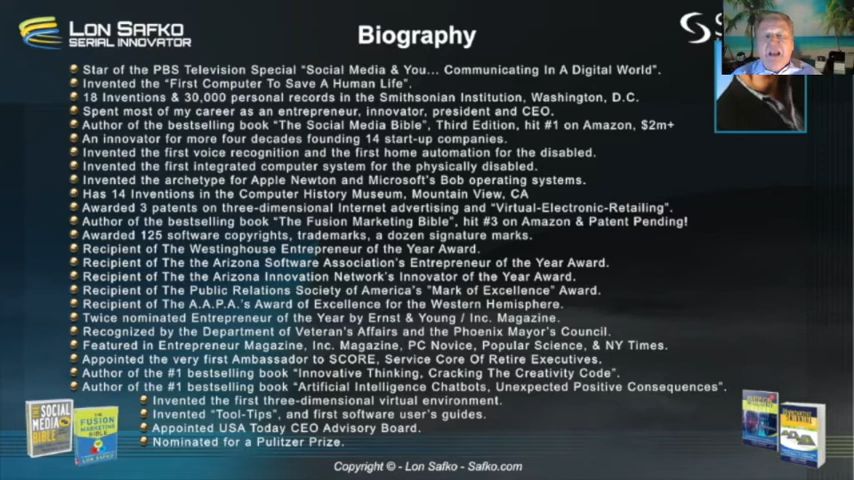 LON SAFKO
SERIAL INNOVATOR
Biography
S
Star of the PBS Television Special "Social Media & You... Communicating In A Digital World".
Invented the "First Computer To Save A Human Life".
18 Inventions & 30,000 personal records in the Smithsonian Institution, Washington, D.C.
Spent most of my career as an entrepreneur, innovator, president and CEO.
Author of the bestselling book "The Social Media Bible", Third Edition, hit #1 on Amazon, $2m+
An innovator for more four decades founding 14 start-up companies.
Invented the first voice recognition and the first home automation for the disabled.
Invented the first integrated computer system for the physically disabled.
Invented the archetype for Apple Newton and Microsoft's Bob operating systems.
Has 14 Inventions in the Computer History Museum, Mountain View, CA
Awarded 3 patents on three-dimensional Internet advertising and "Virtual-Electronic-Retailing".
Author of the bestselling book "The Fusion Marketing Bible", hit #3 on Amazon & Patent Pending!
Awarded 125 software copyrights, trademarks, a dozen signature marks.
Recipient of The Westinghouse Entrepreneur of the Year Award.
Recipient of The the Arizona Software Association's Entrepreneur of the Year Award.
Recipient of The Arizona Innovation Network's Innovator of the Year Award.
Recipient of The Public Relations Society of America's "Mark of Excellence" Award.
Recipient of The A.A.P.A.'s Award of Excellence for the Western Hemisphere.
Twice nominated Entrepreneur of the Year by Ernst & Young / Inc. Magazine.
Recognized by the Department of Veteran's Affairs and the Phoenix Mayor's Council.
Featured in Entrepreneur Magazine, Inc. Magazine, PC Novice, Popular Science, & NY Times.
Appointed the very first Ambassador to SCORE, Service Core Of Retire Executives.
Author of the #1 bestselling book "Innovative Thinking, Cracking The Creativity Code".
Author of the #1 bestselling book "Artificial Intelligence Chatbots, Unexpected Positive Consequences".
Invented the first three-dimensional virtual environment.
Invented "Tool-Tips", and first software user's guides.
Appointed USA Today CEO Advisory Board.
Nominated for a Pulitzer Prize.
THE
SOCIAL
MEDIA
BIBLE
THE
FUSION
MARKETING
BIBLE
LON SAFKO
Copyright © - Lon Safko - Safko.com